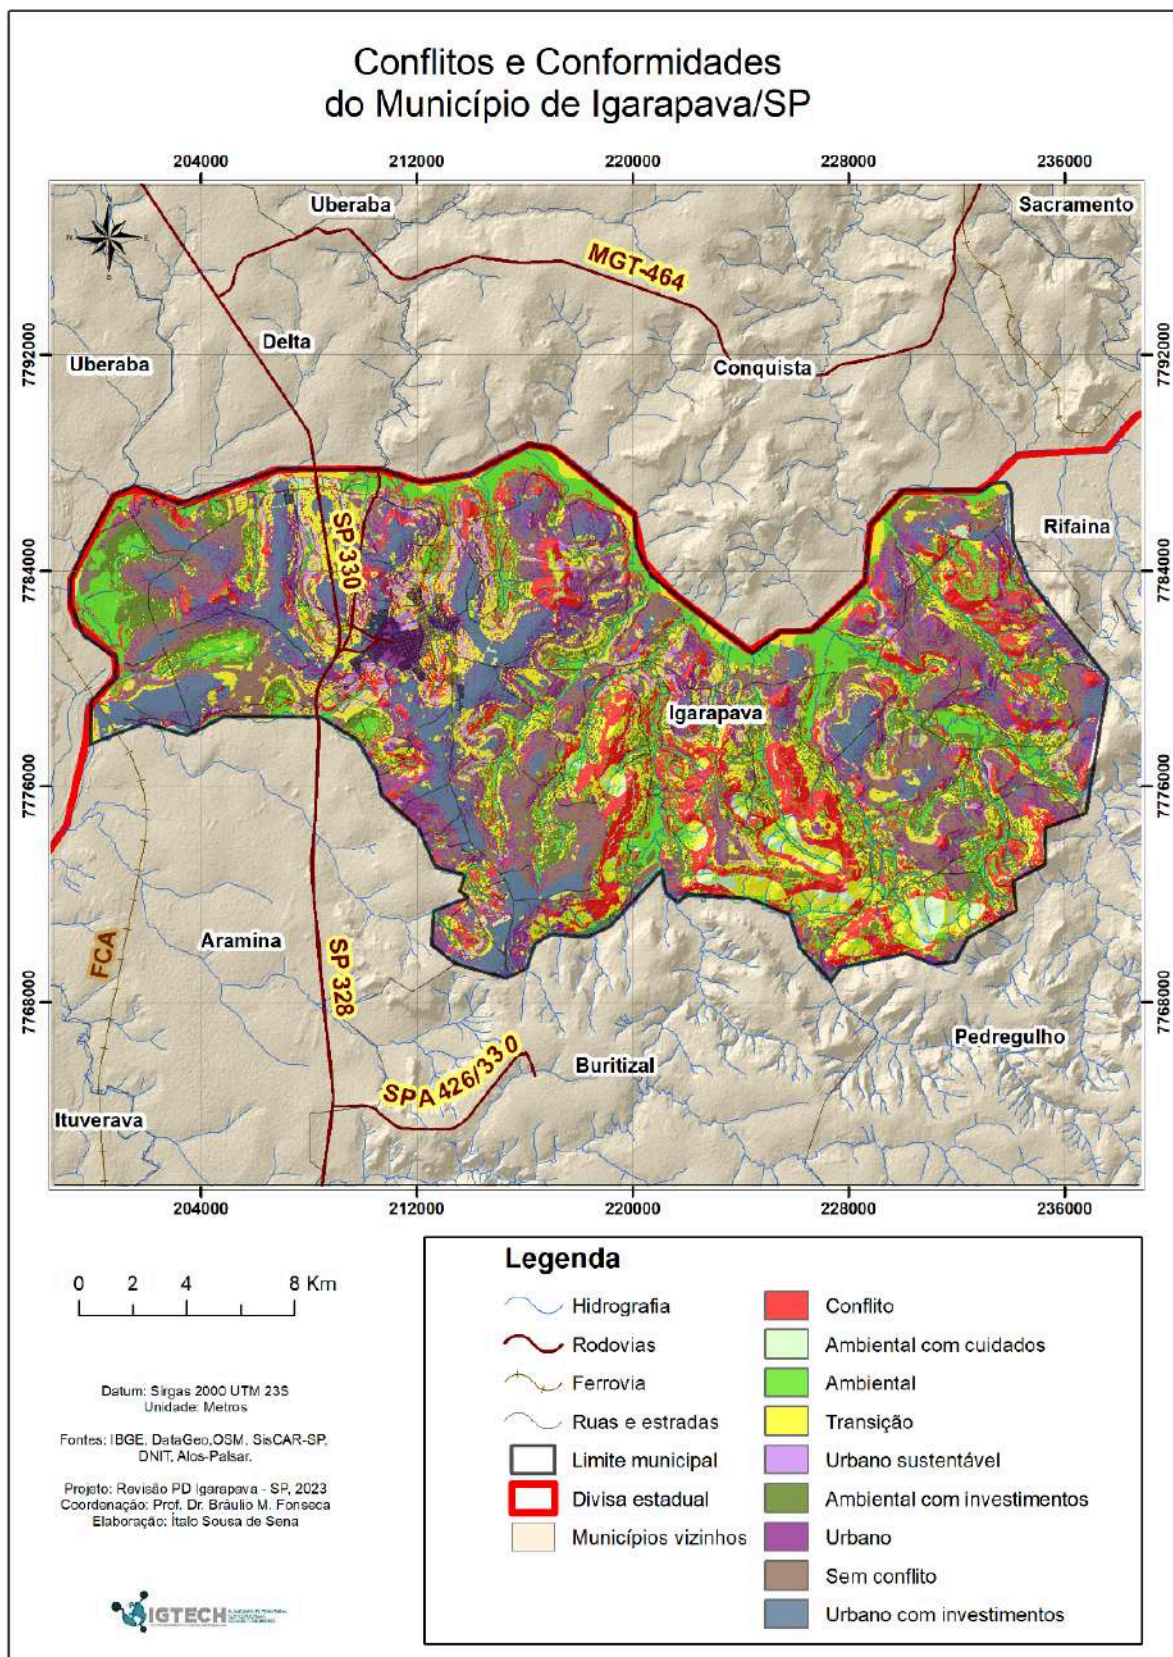 Conflitos e Conformidades
do Município de Igarapava/SP
204000 212000 220000 228000 236000
N
W E
S
Uberaba
Sacramento
MGT-464
7792000
Delta
Uberaba
Conquista
7792000
SP 330
Rifaina
7784000
7784000
Igarapava
7776000
7776000
Aramina
FCA
SP 328
7768000
7768000
Pedregulho
Buritizal
SPA 426/330
Ituverava
204000 212000 220000 228000 236000
0 2 4 8 Km
Datum: Sirgas 2000 UTM 23S
Unidade: Metros
Fontes: IBGE, DataGeo,OSM, SisCAR-SP,
DNIT, Alos-Palsar.
Projeto: Revisão PD Igarapava - SP, 2023
Coordenação: Prof. Dr. Bráulio M. Fonseca
Elaboração: Ítalo Sousa de Sena
IGTECH
Legenda
Hidrografia
Rodovias
Ferrovia
Ruas e estradas
Limite municipal
Divisa estadual
Municípios vizinhos
Conflito
Ambiental com cuidados
Ambiental
Transição
Urbano sustentável
Ambiental com investimentos
Urbano
Sem conflito
Urbano com investimentos